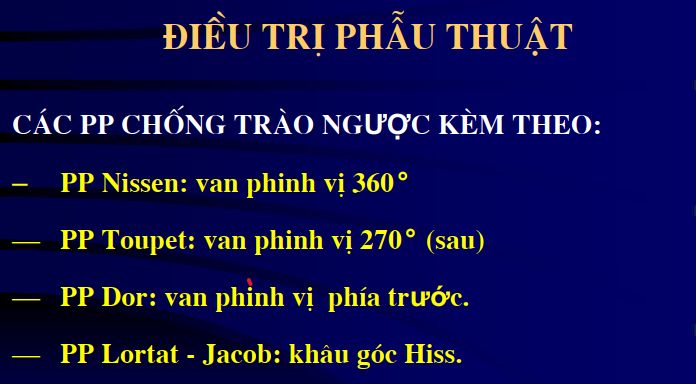 ĐIỀU TRỊ PHẪU THUẬT
CÁC PP CHỐNG TRÀO NGƯỢC KÈM THEO:
– PP Nissen: van phinh vị 360°
— PP Toupet: van phinh vị 270° (sau)
— PP Dor: van phình vị phía trước.
— PP Lortat - Jacob: khâu góc Hiss.